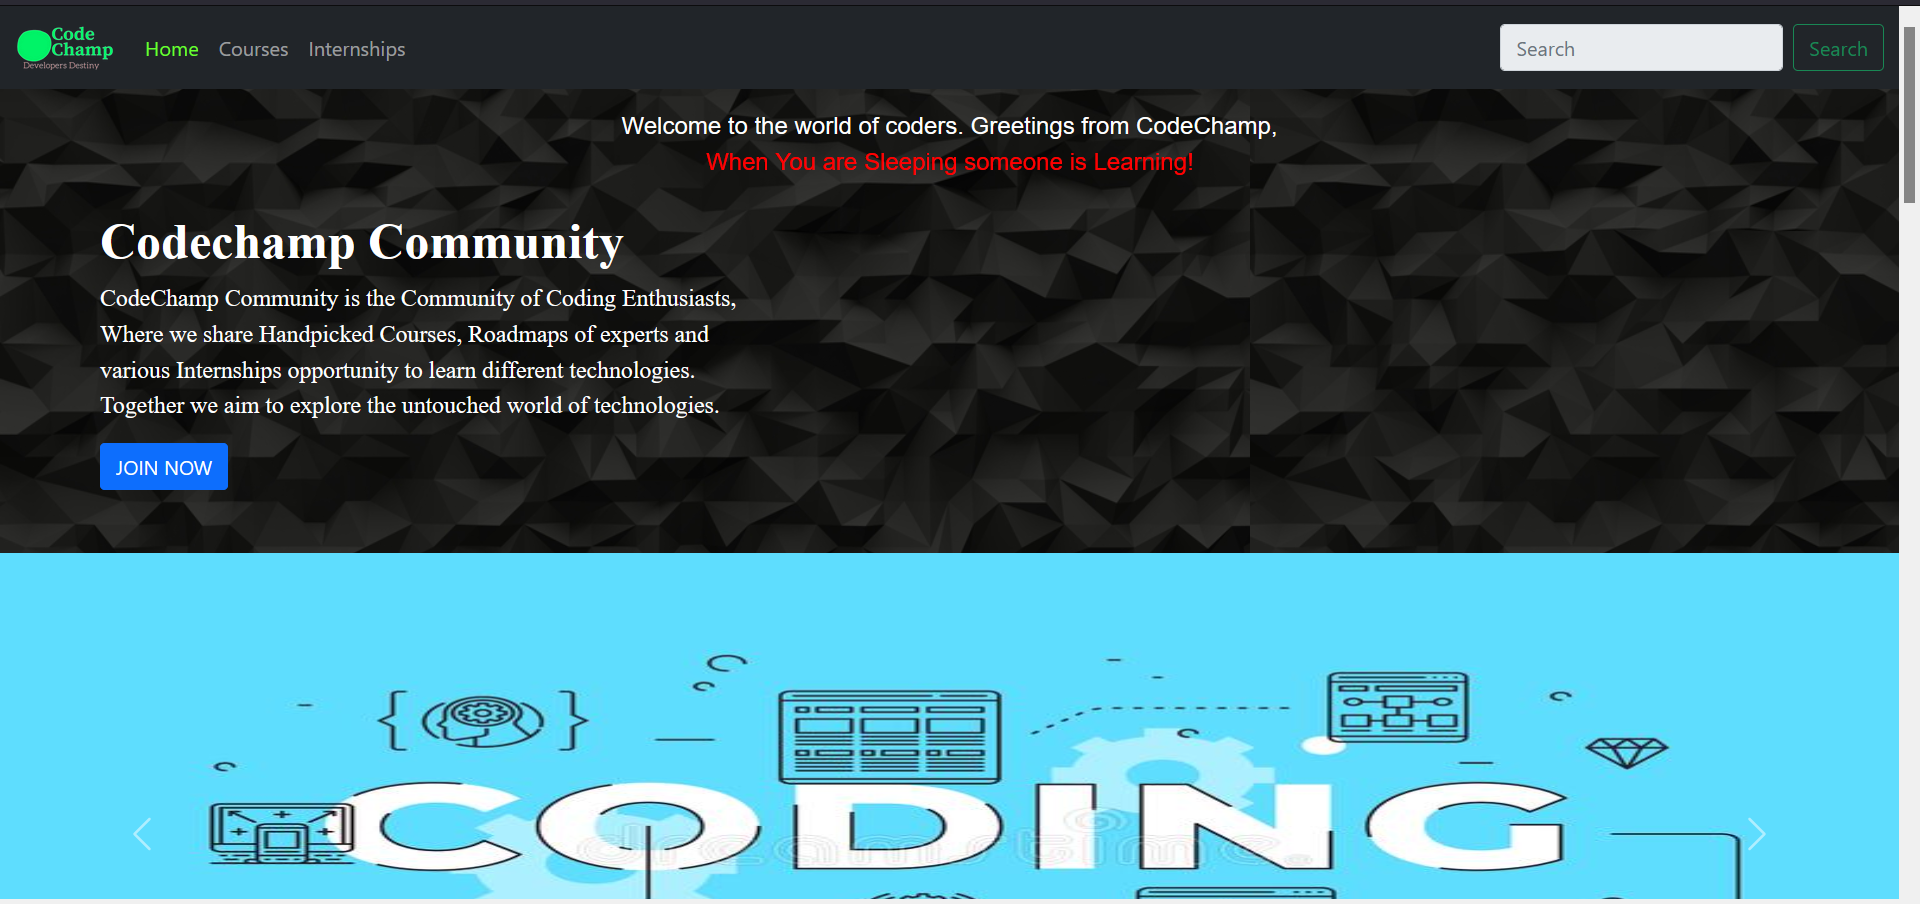 Code
Champ
Developers Destiny
Home Courses Internships
Search Search
Welcome to the world of coders. Greetings from CodeChamp,
When You are Sleeping someone is Learning!
Codechamp Community
CodeChamp Community is the Community of Coding Enthusiasts,
Where we share Handpicked Courses, Roadmaps of experts and
various Internships opportunity to learn different technologies.
Together we aim to explore the untouched world of technologies.
JOIN NOW
CODING
dreamstime